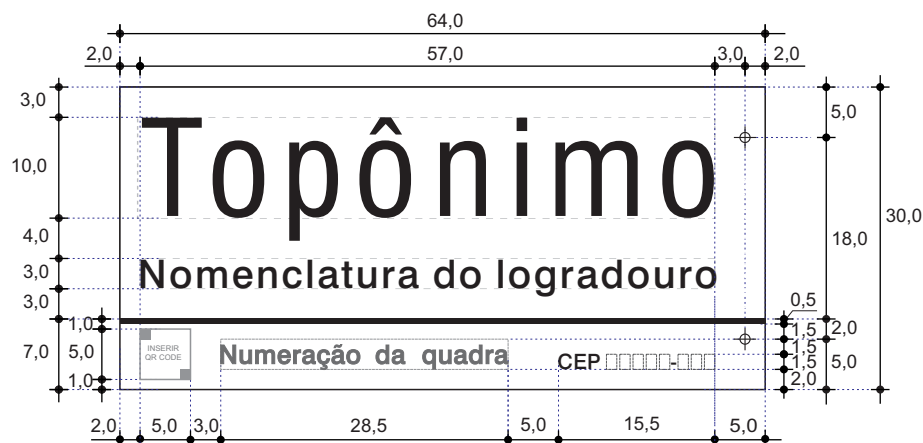 64,0
2,0 57,0 3,0 2,0
3,0
10,0
4,0
3,0
3,0
7,0
1,0
5,0
1,0
Topônimo
Nomenclatura do logradouro
INSERIR
QR CODE
Numeração da quadra
CEP -
5,0
18,0
30,0
0,5
1,5
2,0
1,5
1,5
5,0
2,0
2,0 5,0 3,0 28,5 5,0 15,5 5,0